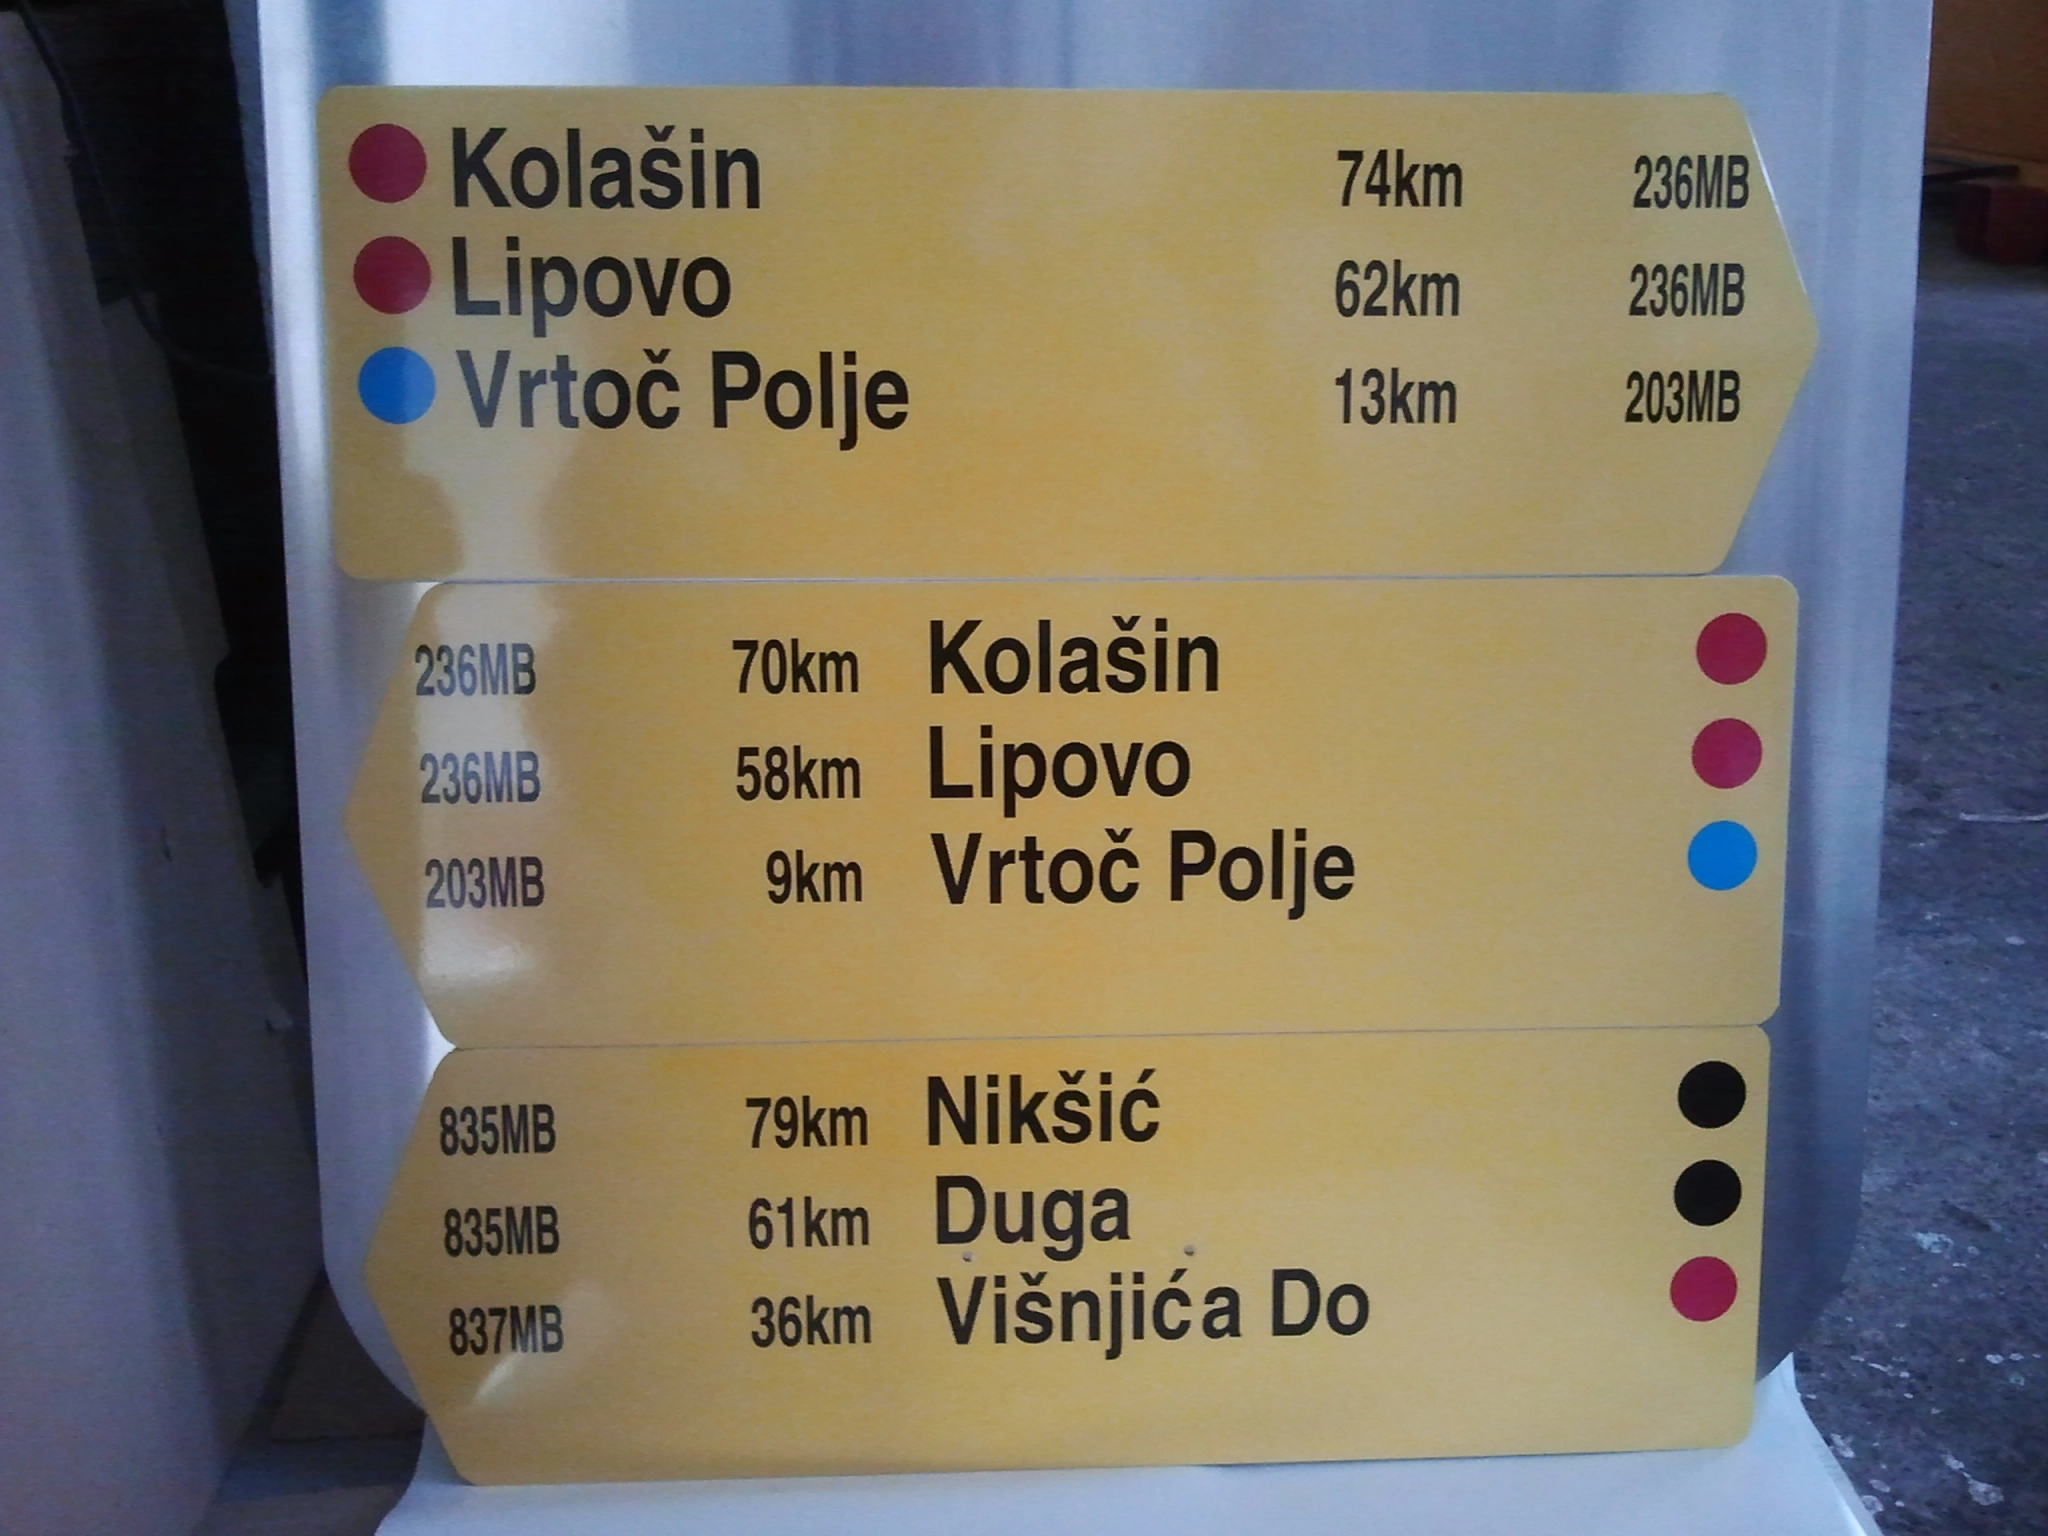 Kolašin 74km 236MB
Lipovo 62km 236MB
Vrtoč Polje 13km 203MB
236MB 70km Kolašin
236MB 58km Lipovo
203MB 9km Vrtoč Polje
835MB 79km Nikšić
835MB 61km Duga
837MB 36km Višnjića Do